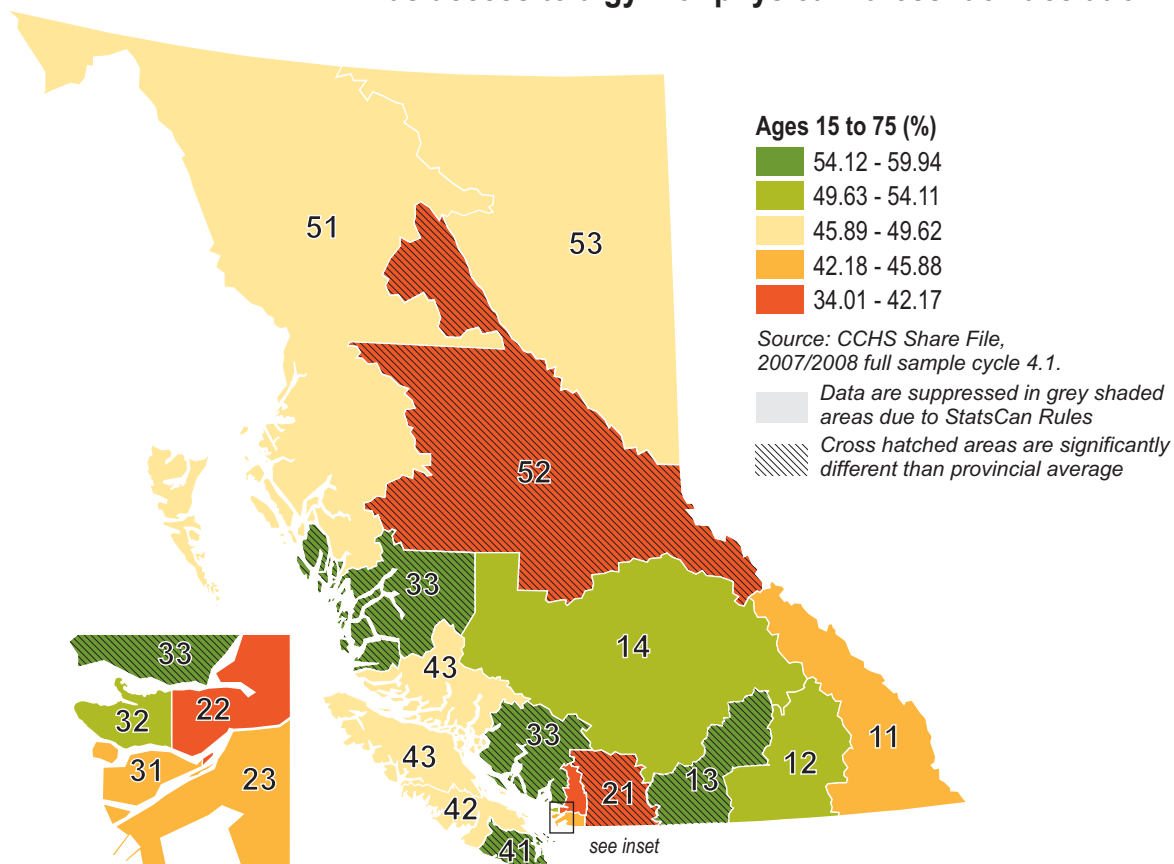 Ages 15 to 75 (%)
54.12 - 59.94
49.63 - 54.11
45.89 - 49.62
42.18 - 45.88
34.01 - 42.17
Source: CCHS Share File,
2007/2008 full sample cycle 4.1.
Data are suppressed in grey shaded
areas due to StatsCan Rules
Cross hatched areas are significantly
different than provincial average
51
53
52
33
14
43
33
43
42
41
21
13
12
11
see inset
33
32
22
31
23